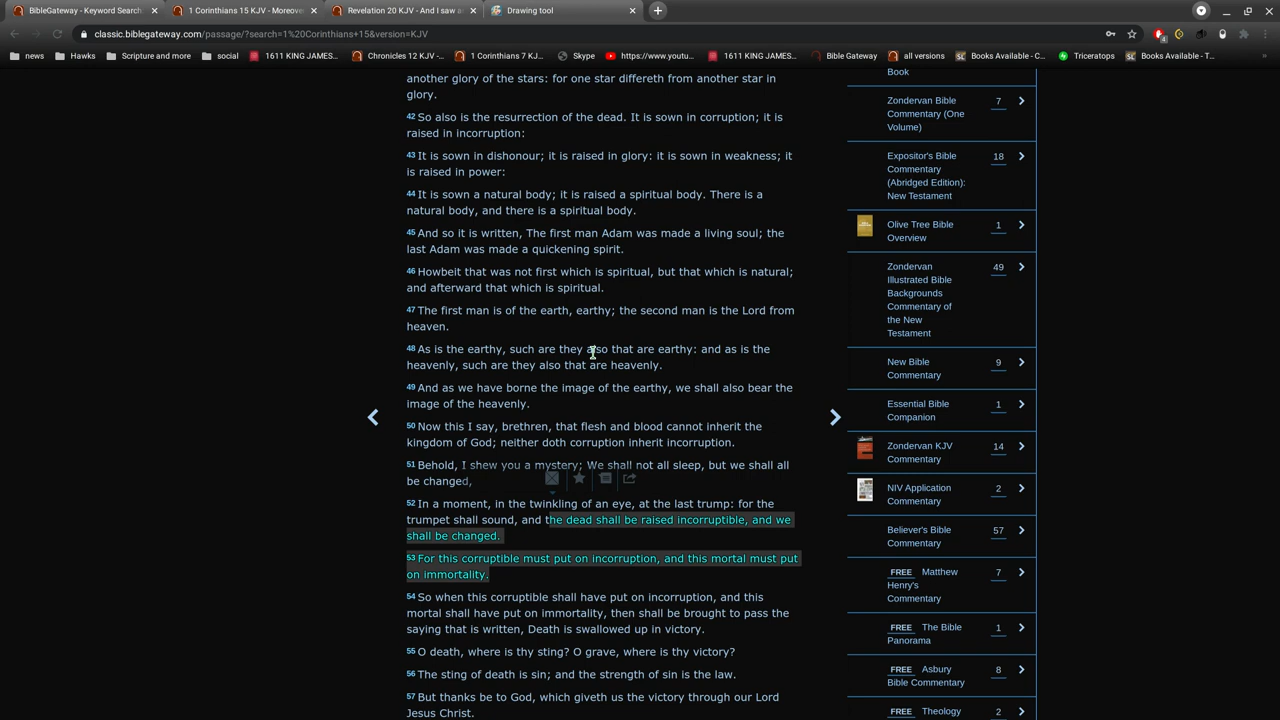 BibleGateway - Keyword Search:
1 Corinthians 15 KJV - Moreover
Revelation 20 KJV - And I saw a
Drawing tool
classic.biblegateway.com/passage/?search=1%20Corinthians+15&version=KJV
news
Hawks
Scripture and more
social
1611 KING JAMES...
Chronicles 12 KJV -...
1 Corinthians 7 KJ...
Skype
https://www.youtu...
1611 KING JAMES...
Bible Gateway
all versions
Books Available - C...
Triceratops
Books Available - T...
another glory of the stars: for one star differeth from another star in
glory.
42 So also is the resurrection of the dead. It is sown in corruption; it is
raised in incorruption:
43 It is sown in dishonour; it is raised in glory: it is sown in weakness; it
is raised in power:
44 It is sown a natural body; it is raised a spiritual body. There is a
natural body, and there is a spiritual body.
45 And so it is written, The first man Adam was made a living soul; the
last Adam was made a quickening spirit.
46 Howbeit that was not first which is spiritual, but that which is natural;
and afterward that which is spiritual.
47 The first man is of the earth, earthy; the second man is the Lord from
heaven.
48 As is the earthy, such are they also that are earthy: and as is the
heavenly, such are they also that are heavenly.
49 And as we have borne the image of the earthy, we shall also bear the
image of the heavenly.
50 Now this I say, brethren, that flesh and blood cannot inherit the
kingdom of God; neither doth corruption inherit incorruption.
51 Behold, I shew you a mystery; We shall not all sleep, but we shall all
be changed,
52 In a moment, in the twinkling of an eye, at the last trump: for the
trumpet shall sound, and the dead shall be raised incorruptible, and we
shall be changed.
53 For this corruptible must put on incorruption, and this mortal must put
on immortality.
54 So when this corruptible shall have put on incorruption, and this
mortal shall have put on immortality, then shall be brought to pass the
saying that is written, Death is swallowed up in victory.
55 O death, where is thy sting? O grave, where is thy victory?
56 The sting of death is sin; and the strength of sin is the law.
57 But thanks be to God, which giveth us the victory through our Lord
Jesus Christ.
Book
Zondervan Bible 7
Commentary (One
Volume)
Expositor's Bible 18
Commentary
(Abridged Edition):
New Testament
Olive Tree Bible 1
Overview
Zondervan 49
Illustrated Bible
Backgrounds
Commentary of
the New
Testament
New Bible 9
Commentary
Essential Bible 1
Companion
Zondervan KJV 14
Commentary
NIV Application 2
Commentary
Believer's Bible 57
Commentary
FREE Matthew 7
Henry's
Commentary
FREE The Bible 1
Panorama
FREE Asbury 8
Bible Commentary
FREE Theology 2